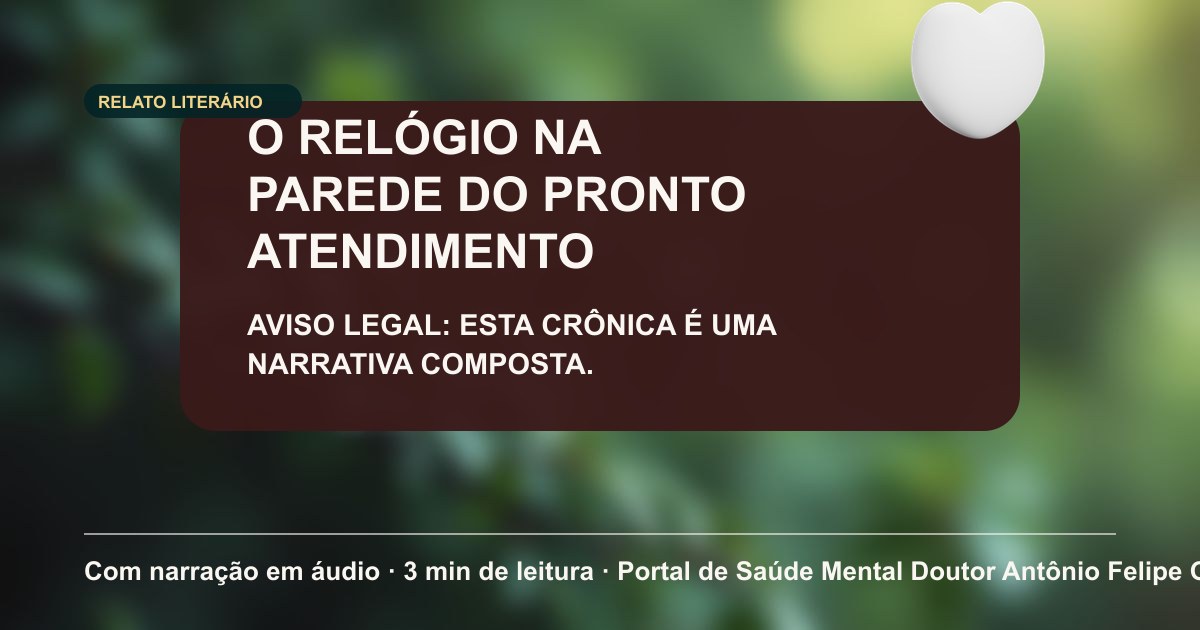 RELATO LITERÁRIO
O RELÓGIO NA
PAREDE DO PRONTO
ATENDIMENTO
AVISO LEGAL: ESTA CRÔNICA É UMA
NARRATIVA COMPOSTA.
Com narração em áudio · 3 min de leitura · Portal de Saúde Mental Doutor Antônio Felipe